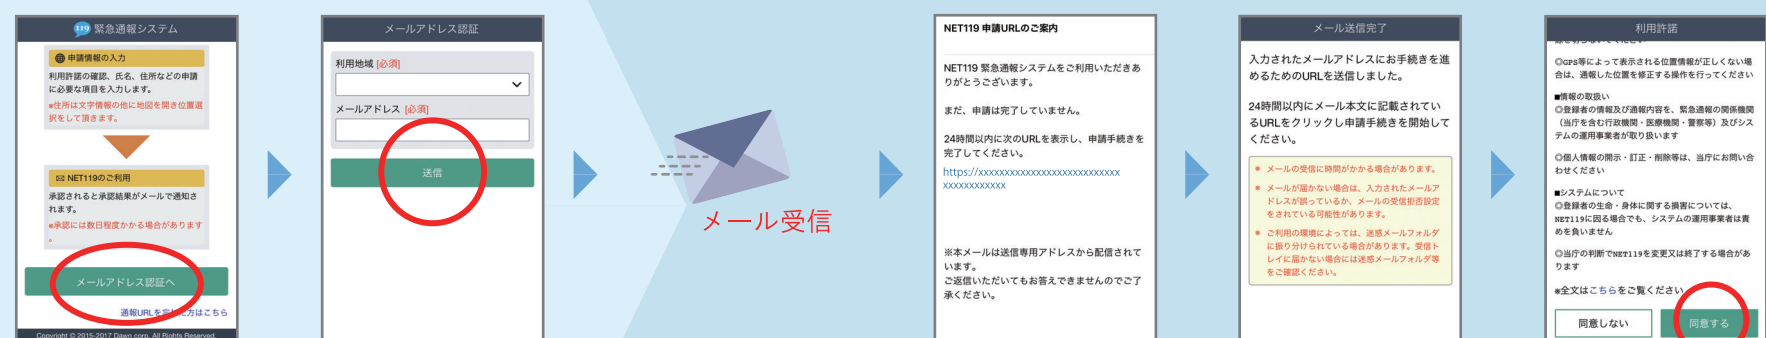 119 緊急通報システム
申請情報の入力
利用許諾の確認、氏名、住所などの申請
に必要な項目を入力します。
※住所は文字情報の他に地図を開き位置選
択をして頂きます。
NET119のご利用
承認されると承認結果がメールで通知さ
れます。
※承認には数日程度かかる場合があります
。
メールアドレス認証へ
通報URLを忘れた方はこちら
Copyright © 2015-2017 Dawn corp. All Rights Reserved.
メールアドレス認証
利用地域 [必須]
メールアドレス [必須]
送信
メール受信
NET119 申請URLのご案内
NET119 緊急通報システムをご利用いただきあ
りがとうございます。
まだ、申請は完了していません。
24時間以内に次のURLを表示し、申請手続きを
完了してください。
https://xxxxxxxxxxxxxxxxxxxxxxxxxxx
xxxxxxxxxxxx
※本メールは送信専用アドレスから配信されて
います。
ご返信いただいてもお答えできませんのでご了
承ください。
メール送信完了
入力されたメールアドレスにお手続きを進
めるためのURLを送信しました。
24時間以内にメール本文に記載されてい
るURLをクリックし申請手続きを開始して
ください。
※ メールの受信に時間がかかる場合があります。
※ メールが届かない場合は、入力されたメールア
ドレスが誤っているか、メールの受信拒否設定
をされている可能性があります。
※ ご利用の環境によっては、迷惑メールフォルダ
に振り分けられている場合があります。受信ト
レイに届かない場合には迷惑メールフォルダ等
をご確認ください。
利用許諾
◎GPS等によって表示される位置情報が正しくない場
合は、通報した位置を修正する操作を行ってください
■情報の取扱い
◎登録者の情報及び通報内容を、緊急通報の関係機関
（当庁を含む行政機関・医療機関・警察等）及びシス
テムの運用事業者が取り扱います
◎個人情報の開示・訂正・削除等は、当庁にお問い合
わせください
■システムについて
◎登録者の生命・身体に関する損害については、
NET119に因る場合でも、システムの運用事業者は責
めを負いません
◎当庁の判断でNET119を変更又は終了する場合があ
ります
※全文はこちらをご覧ください
同意しない
同意する